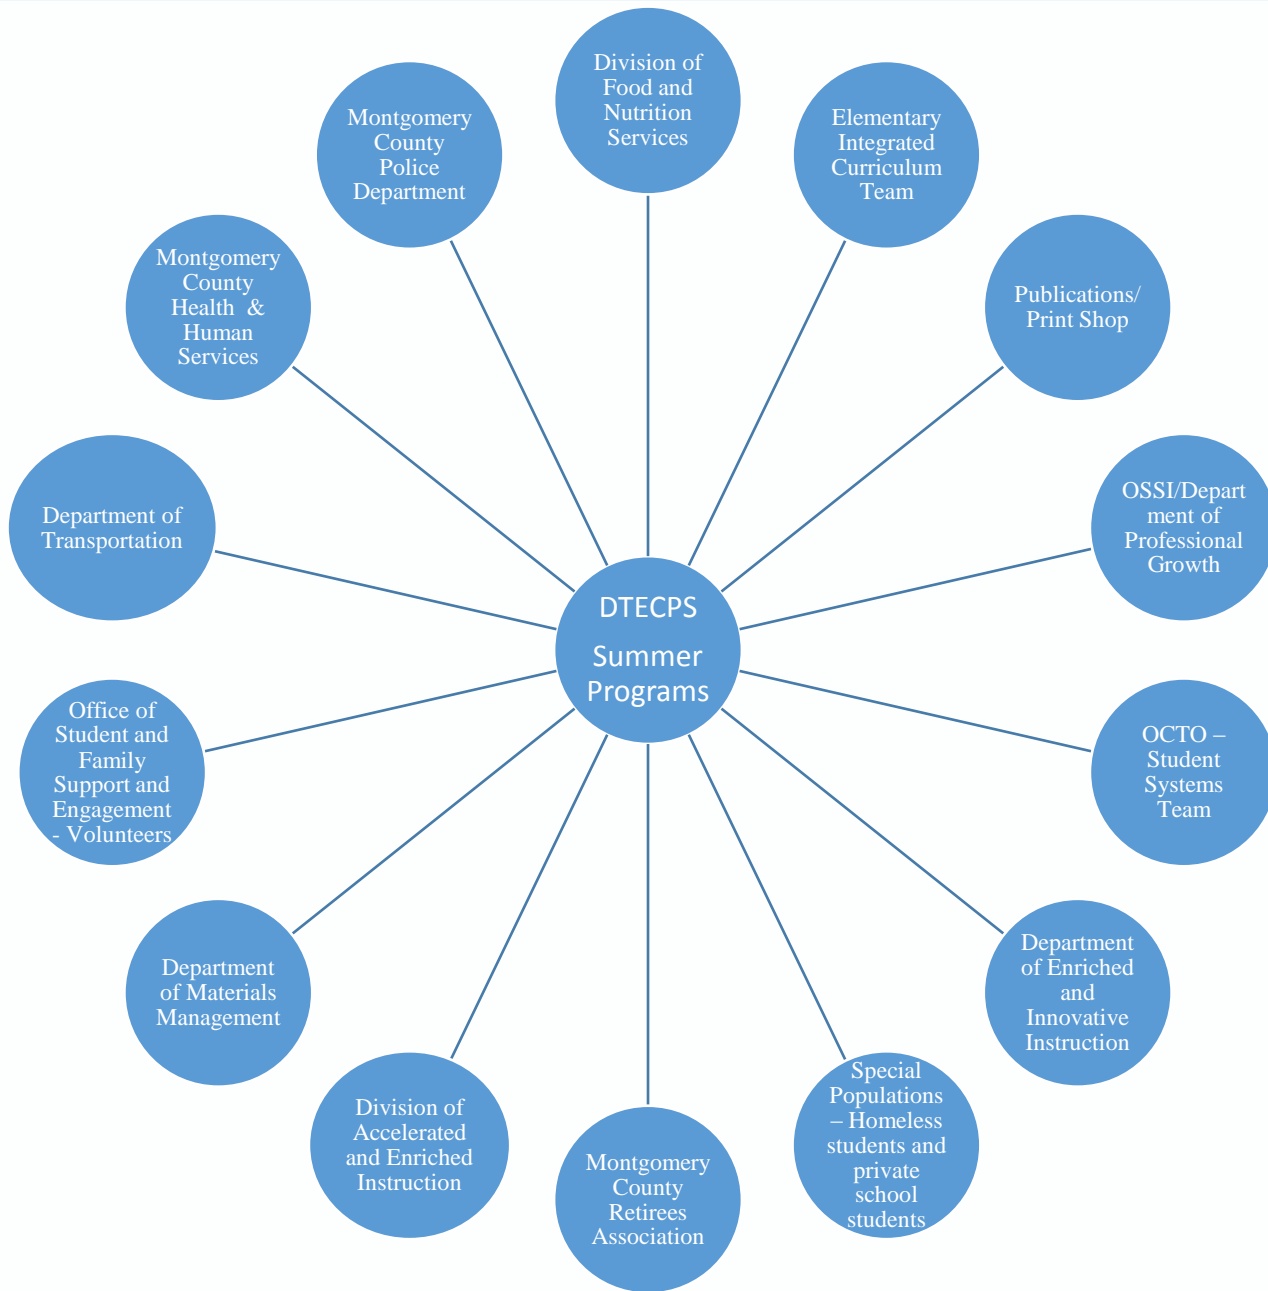 Division of
Food and
Nutrition
Services
Elementary
Integrated
Curriculum
Team
Publications/
Print Shop
OSSI/Depart
ment of
Professional
Growth
OCTO –
Student
Systems
Team
Department
of Enriched
and
Innovative
Instruction
Special
Populations
– Homeless
students and
private
school
students
Montgomery
County
Retirees
Association
Division of
Accelerated
and Enriched
Instruction
Department
of Materials
Management
Office of
Student and
Family
Support and
Engagement
- Volunteers
Department of
Transportation
Montgomery
County
Health  &
Human
Services
Montgomery
County
Police
Department
DTECPS
Summer
Programs